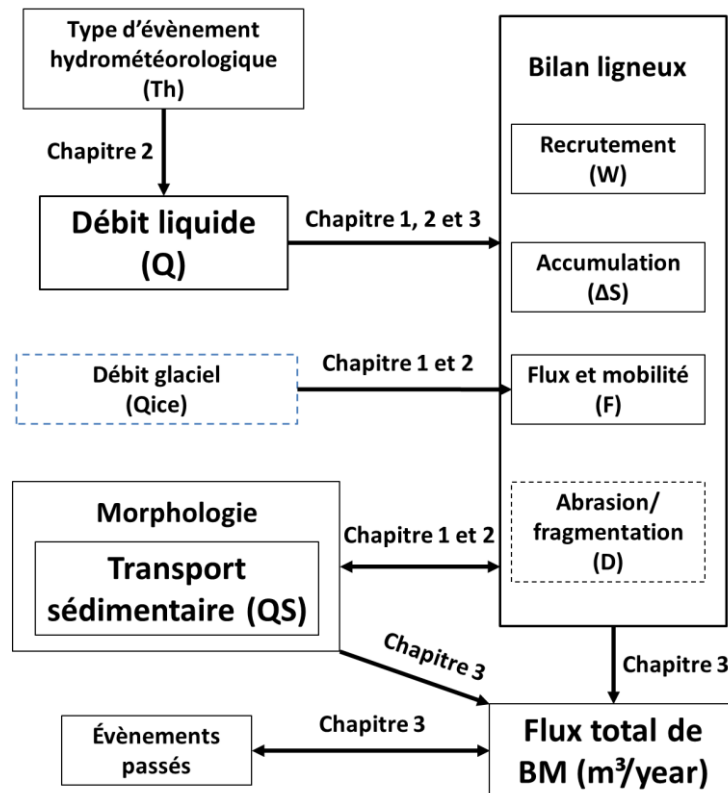 Type d'évènement
hydrométéorologique
(Th)
Chapitre 2
Débit liquide
(Q)
Chapitre 1, 2 et 3
Bilan ligneux
Recrutement
(W)
Accumulation
(ΔS)
Débit glaciel
(Qice)
Chapitre 1 et 2
Flux et mobilité
(F)
Abrasion/
fragmentation
(D)
Morphologie
Transport
sédimentaire (QS)
Chapitre 1 et 2
Chapitre 3
Chapitre 3
Évènements
passés
Chapitre 3
Flux total de
BM (m³/year)